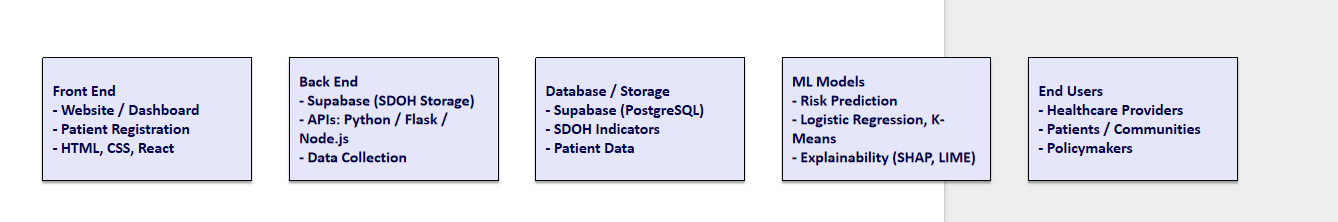 Front End
- Website / Dashboard
- Patient Registration
- HTML, CSS, React
Back End
- Supabase (SDOH Storage)
- APIs: Python / Flask /
Node.js
- Data Collection
Database / Storage
- Supabase (PostgreSQL)
- SDOH Indicators
- Patient Data
ML Models
- Risk Prediction
- Logistic Regression, K-
Means
- Explainability (SHAP, LIME)
End Users
- Healthcare Providers
- Patients / Communities
- Policymakers